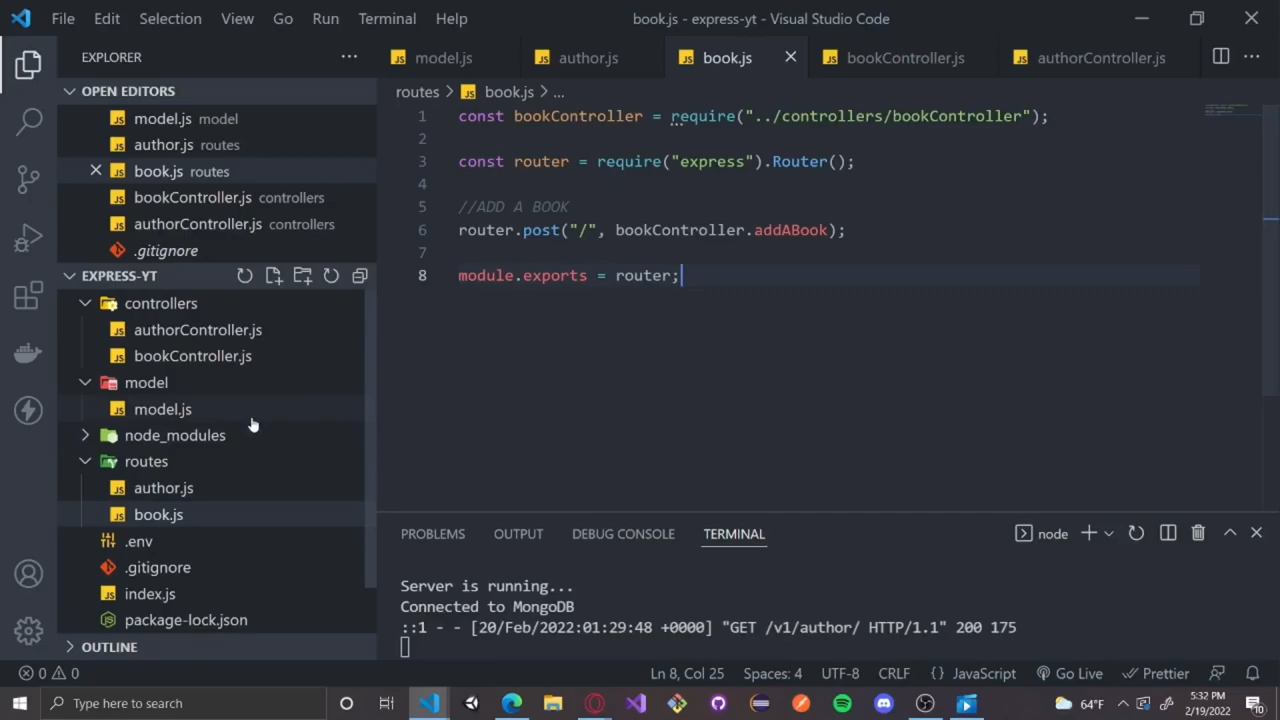 File Edit Selection View Go Run Terminal Help book.js - express-yt - Visual Studio Code
EXPLORER
OPEN EDITORS
model.js model
author.js routes
book.js routes
bookController.js controllers
authorController.js controllers
.gitignore
EXPRESS-YT
controllers
authorController.js
bookController.js
model
model.js
node_modules
routes
author.js
book.js
.env
.gitignore
index.js
package-lock.json
OUTLINE
JS model.js JS author.js JS book.js JS bookController.js JS authorController.js
routes > JS book.js > ...
1 const bookController = require("../controllers/bookController");
2
3 const router = require("express").Router();
4
5 //ADD A BOOK
6 router.post("/", bookController.addABook);
7
8 module.exports = router;
PROBLEMS OUTPUT DEBUG CONSOLE TERMINAL node
Server is running...
Connected to MongoDB
::1 - - [20/Feb/2022:01:29:48 +0000] "GET /v1/author/ HTTP/1.1" 200 175
0 0 Ln 8, Col 25 Spaces: 4 UTF-8 CRLF {} JavaScript Go Live Prettier
Type here to search 64°F 5:32 PM
2/19/2022 10